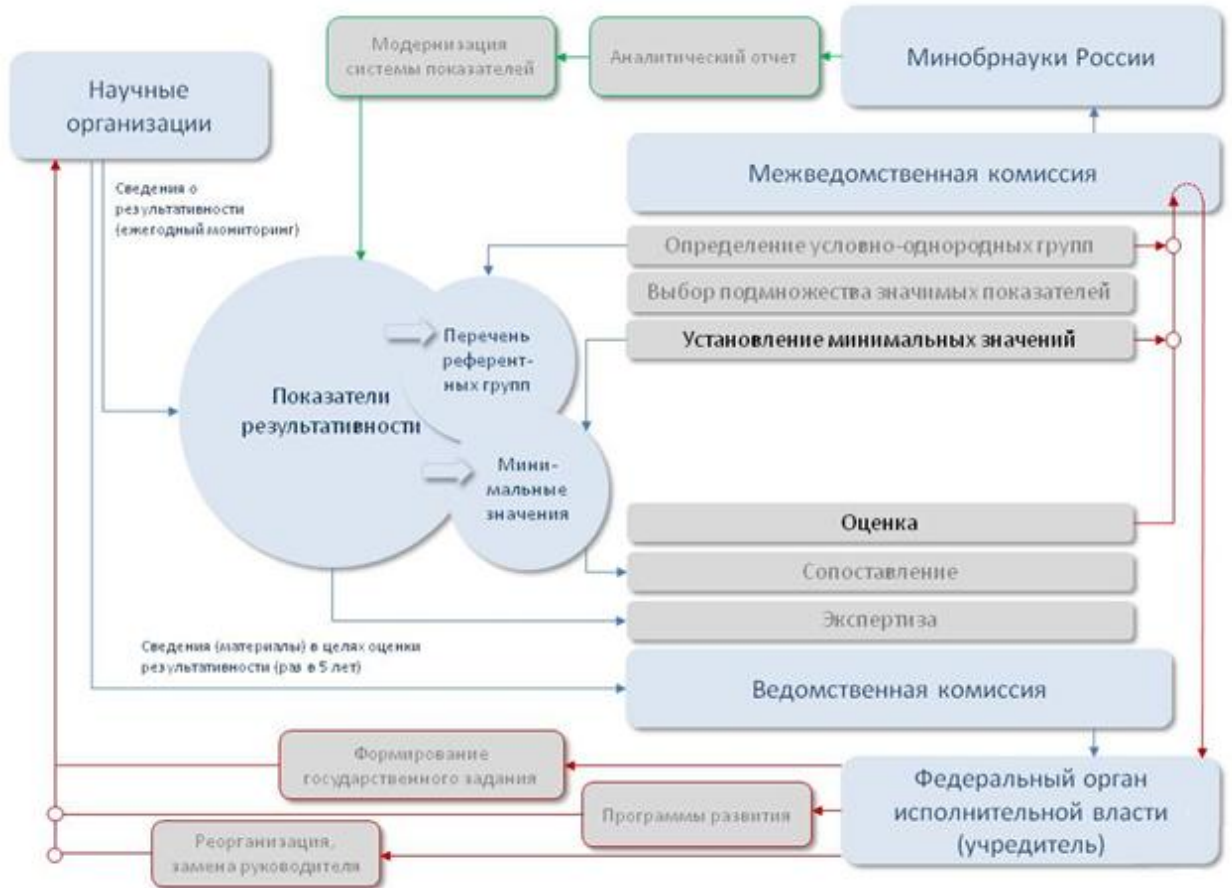 Модернизация
системы показателей
Аналитический отчет
Минобрнауки России
Научные
организации
Межведомственная комиссия
Сведения о
результативности
(ежегодный мониторинг)
Определение условно-однородных групп
Выбор подмножества значимых показателей
Установление минимальных значений
Перечень
референт-
ных групп
Показатели
результативности
Мини-
мальные
значения
Оценка
Сопоставление
Экспертиза
Сведения (материалы) в целях оценки
результативности (раз в 5 лет)
Ведомственная комиссия
Формирование
государственного задания
Программы развития
Реорганизация,
замена руководителя
Федеральный орган
исполнительной власти
(учредитель)